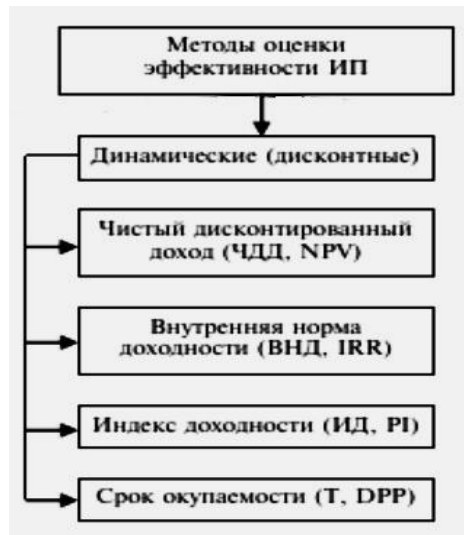 Методы оценки
эффективности ИП
Динамические (дисконтные)
Чистый дисконтированный
доход (ЧДД, NPV)
Внутренняя норма
доходности (ВНД, IRR)
Индекс доходности (ИД, PI)
Срок окупаемости (T, DPP)